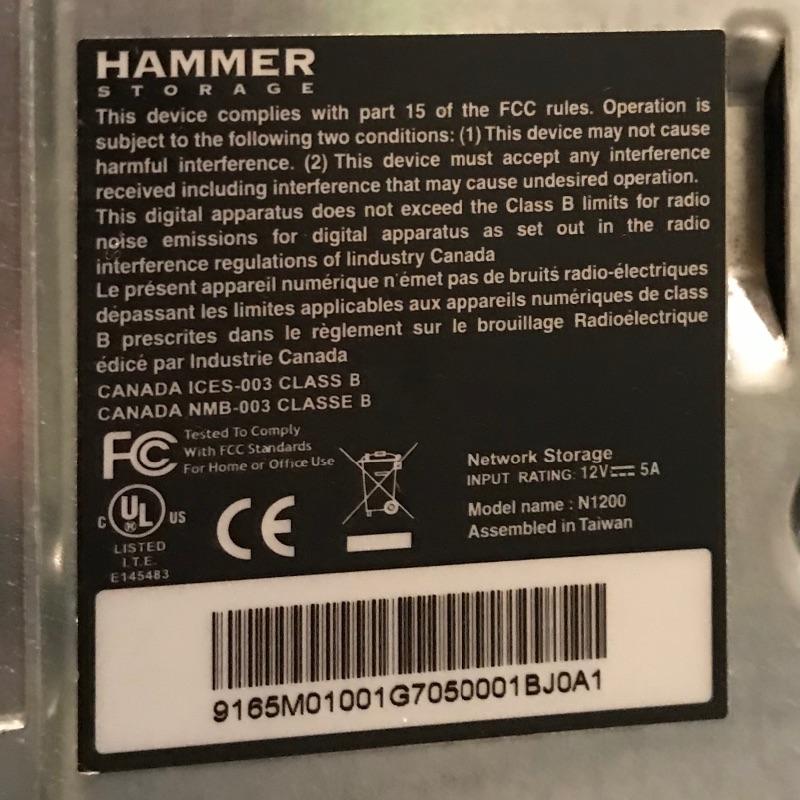 HAMMER
STORAGE
This device complies with part 15 of the FCC rules. Operation is
subject to the following two conditions: (1) This device may not cause
harmful interference. (2) This device must accept any interference
received including interference that may cause undesired operation.
This digital apparatus does not exceed the Class B limits for radio
noise emissions for digital apparatus as set out in the radio
interference regulations of lindustry Canada
Le présent appareil numérique n'émet pas de bruits radio-électriques
dépassant les limites applicables aux appareils numériques de class
B prescrites dans le règlement sur le brouillage Radioélectrique
édicé par Industrie Canada
CANADA ICES-003 CLASS B
CANADA NMB-003 CLASSE B
FC Tested To Comply
With FCC Standards
For Home or Office Use
Network Storage
INPUT RATING: 12V⎓ 5A
Model name : N1200
Assembled in Taiwan
C UL US
LISTED
I.T.E.
E145483
CE
9165M01001G7050001BJ0A1